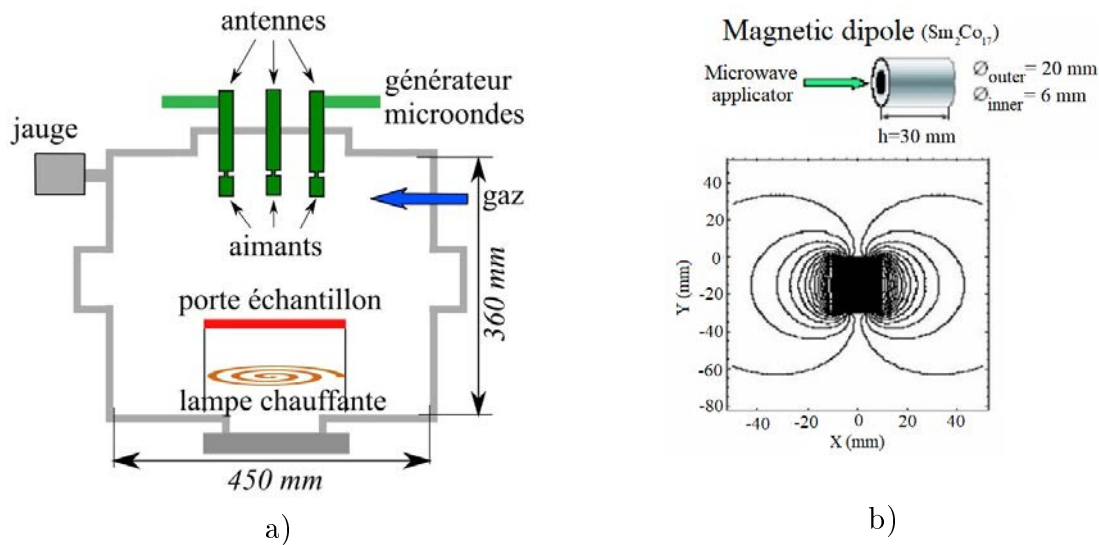 antennes
générateur
microondes
jauge
gaz
aimants
360 mm
porte échantillon
lampe chauffante
450 mm
a)
Magnetic dipole (Sm₂Co₁₇)
Microwave
applicator
Ø outer = 20 mm
Ø inner = 6 mm
h=30 mm
40
20
0
-20
-40
-60
-80
Y (mm)
-40 -20 0 20 40
X (mm)
b)